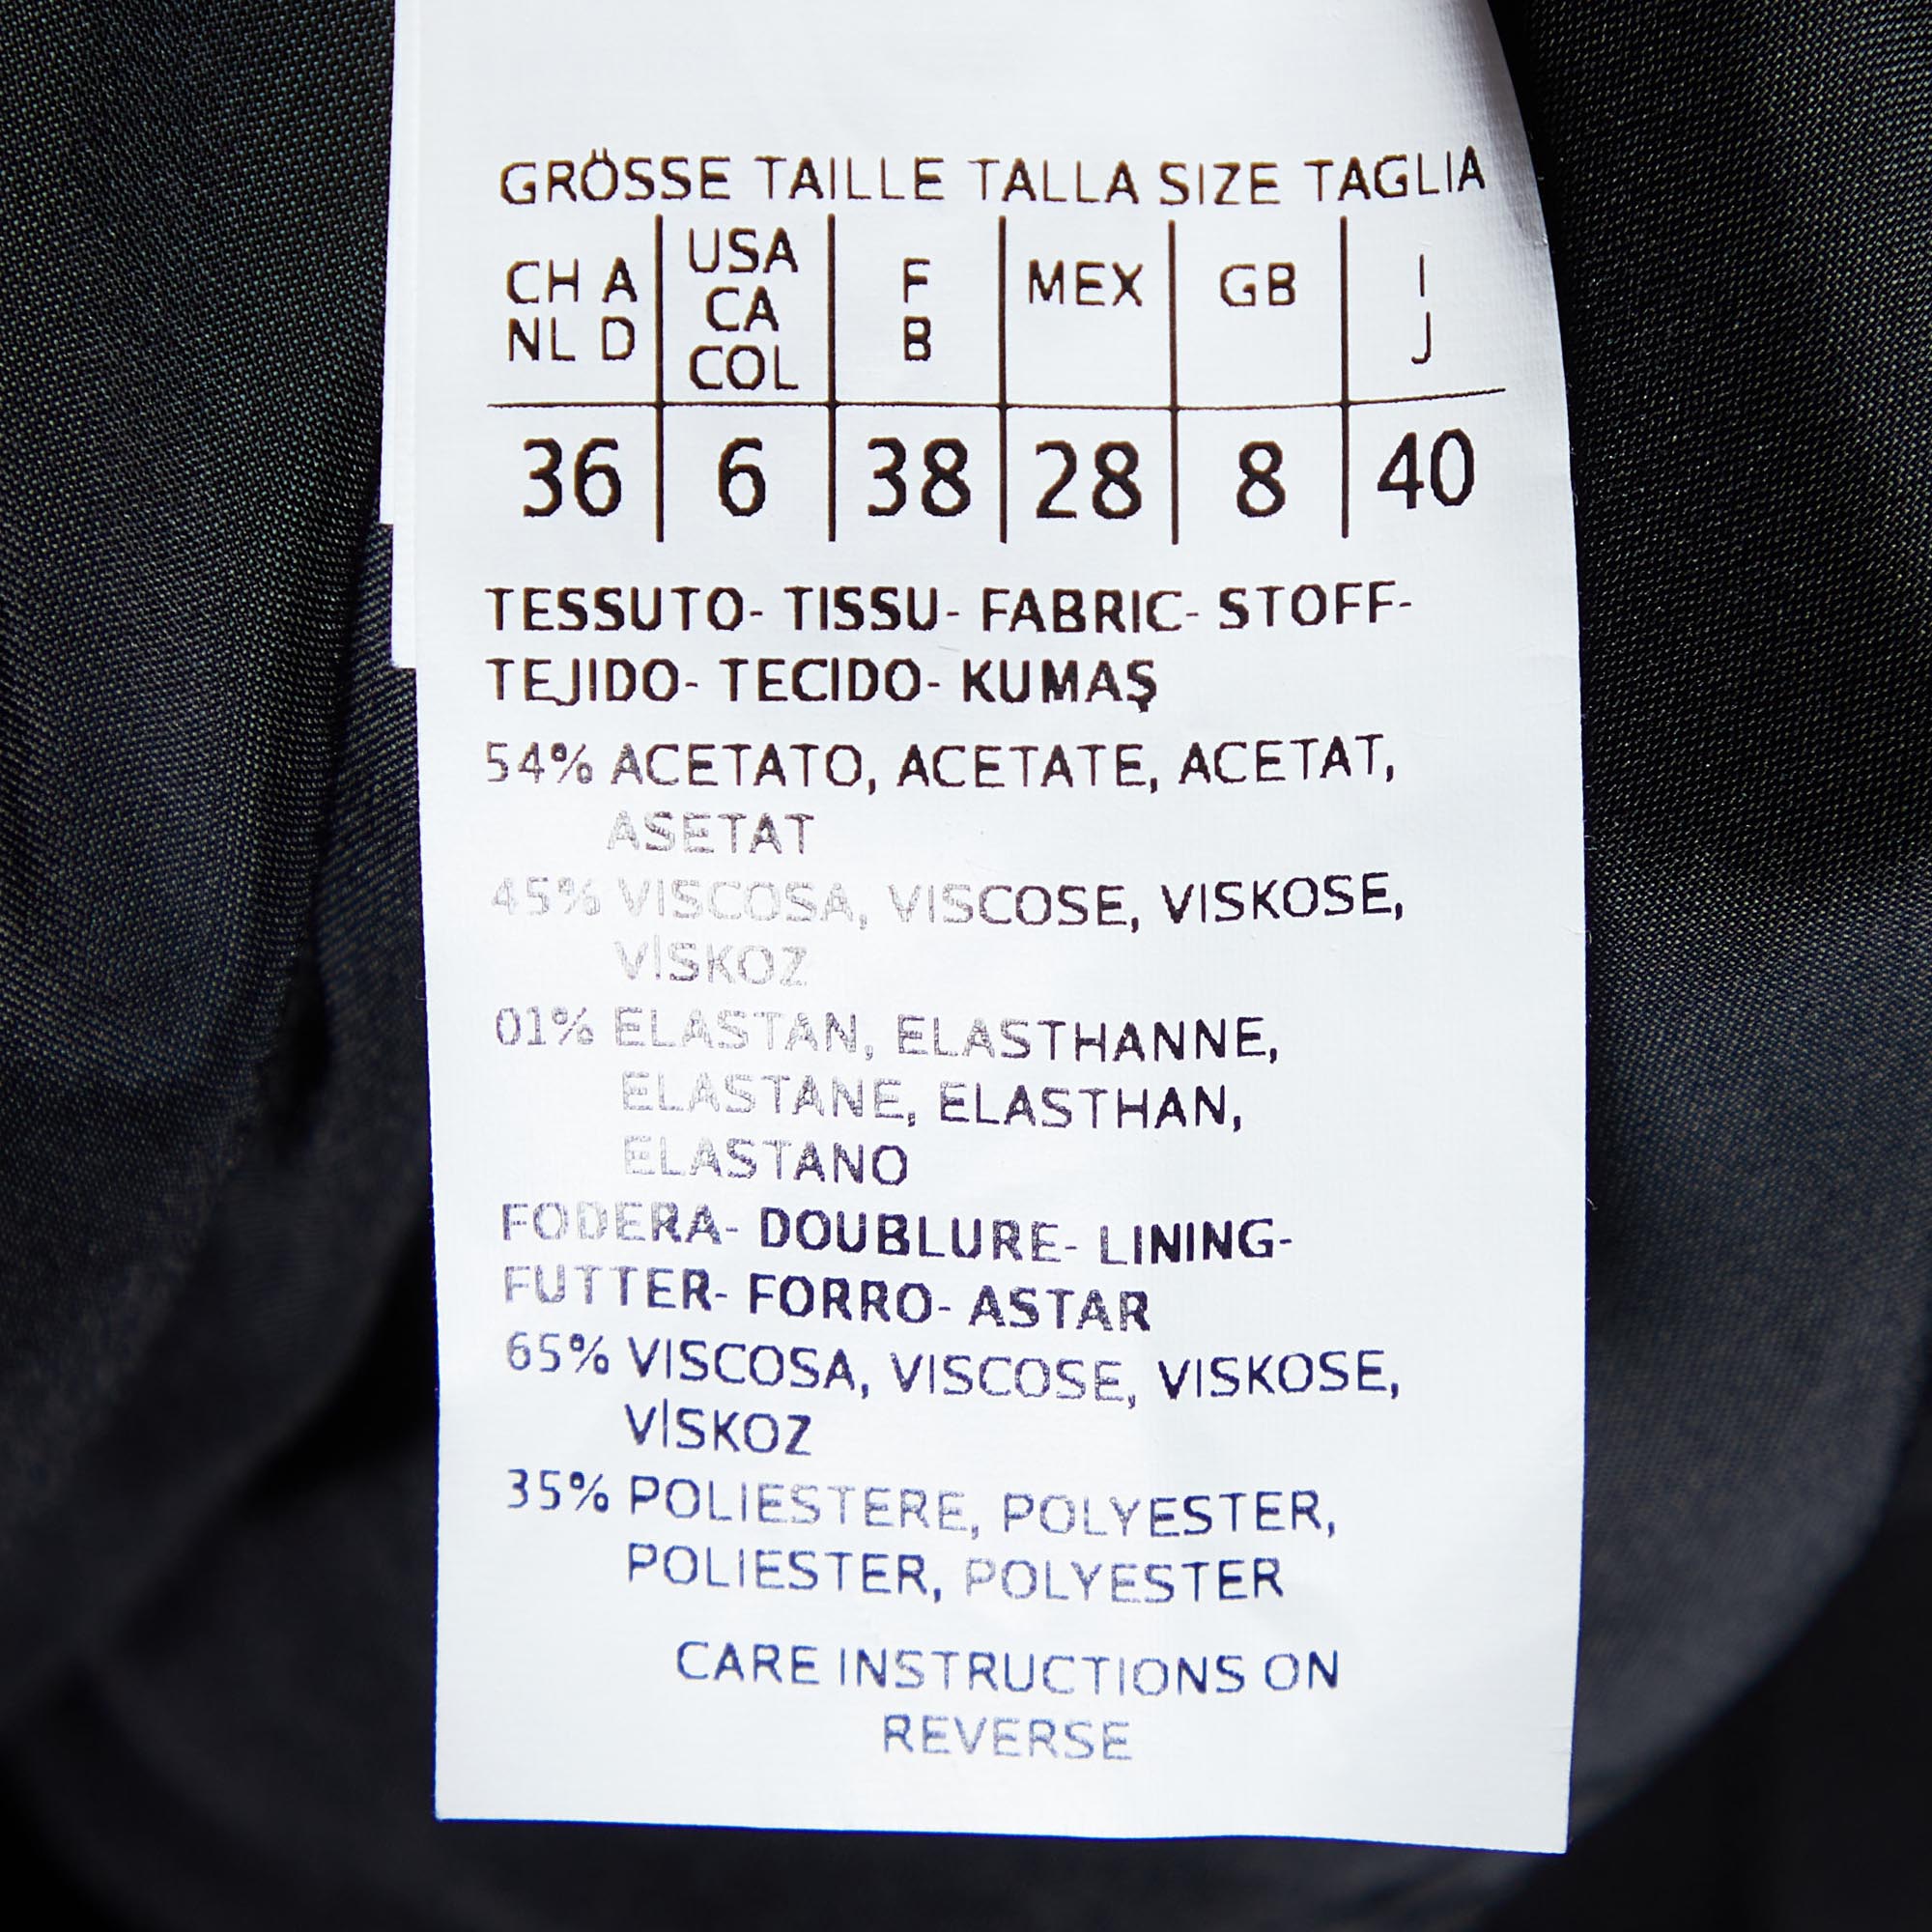 GRÖSSE TAILLE TALLA SIZE TAGLIA
CH A NL D | USA CA COL | F B | MEX | GB | I J
36 | 6 | 38 | 28 | 8 | 40
TESSUTO- TISSU- FABRIC- STOFF-
TEJIDO- TECIDO- KUMAŞ
54% ACETATO, ACETATE, ACETAT,
ASETAT
45% VISCOSA, VISCOSE, VISKOSE,
VİSKOZ
01% ELASTAN, ELASTHANNE,
ELASTANE, ELASTHAN,
ELASTANO
FODERA- DOUBLURE- LINING-
FUTTER- FORRO- ASTAR
65% VISCOSA, VISCOSE, VISKOSE,
VİSKOZ
35% POLIESTERE, POLYESTER,
POLIESTER, POLYESTER
CARE INSTRUCTIONS ON
REVERSE